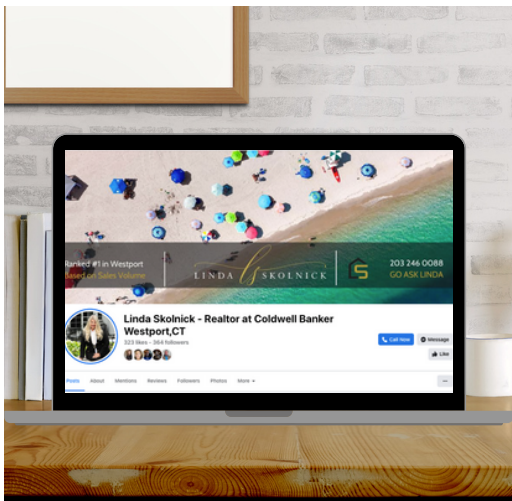 Ranked #1 in Westport
Based on Sales Volume
LINDA
LS
SKOLNICK
S
203 246 0088
GO ASK LINDA
Linda Skolnick - Realtor at Coldwell Banker
Westport,CT
323 likes • 364 followers
Call Now
Message
Like
Posts
About
Mentions
Reviews
Followers
Photos
More